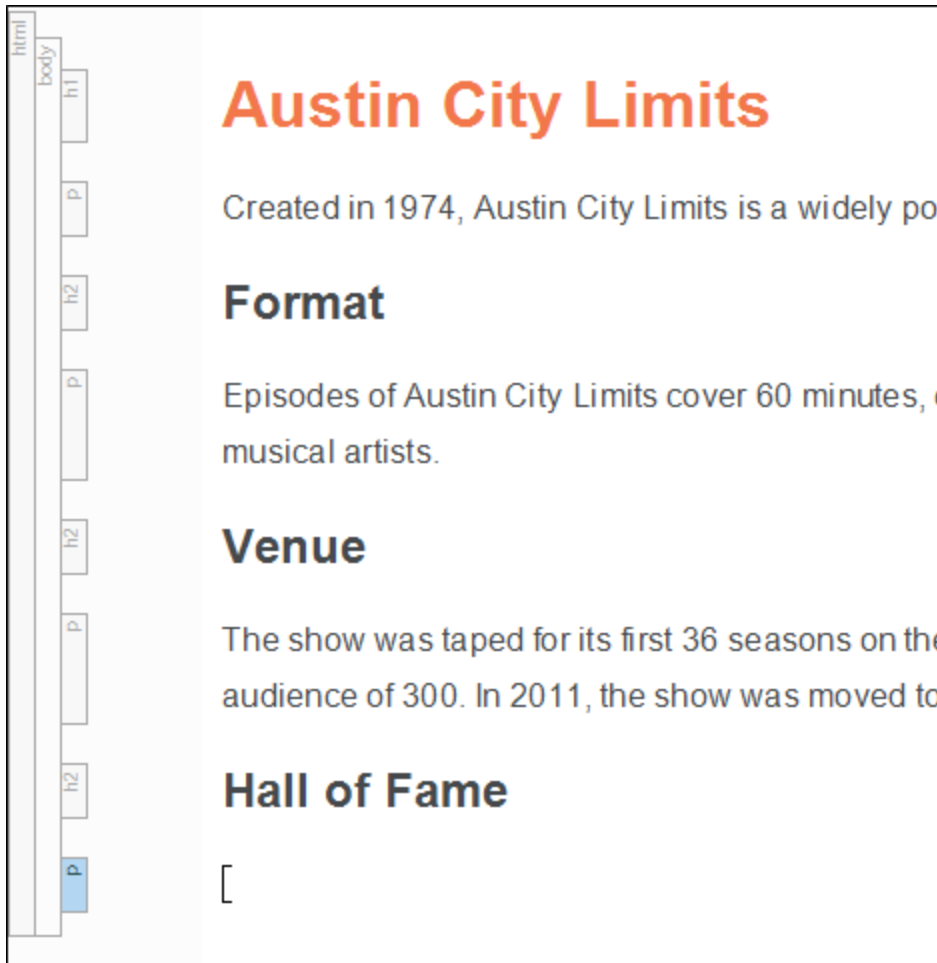 html
body
h1
Austin City Limits
p
Created in 1974, Austin City Limits is a widely
h2
Format
p
Episodes of Austin City Limits cover 60 minutes,
musical artists.
h2
Venue
p
The show was taped for its first 36 seasons on the
audience of 300. In 2011, the show was moved to
h2
Hall of Fame
p
[